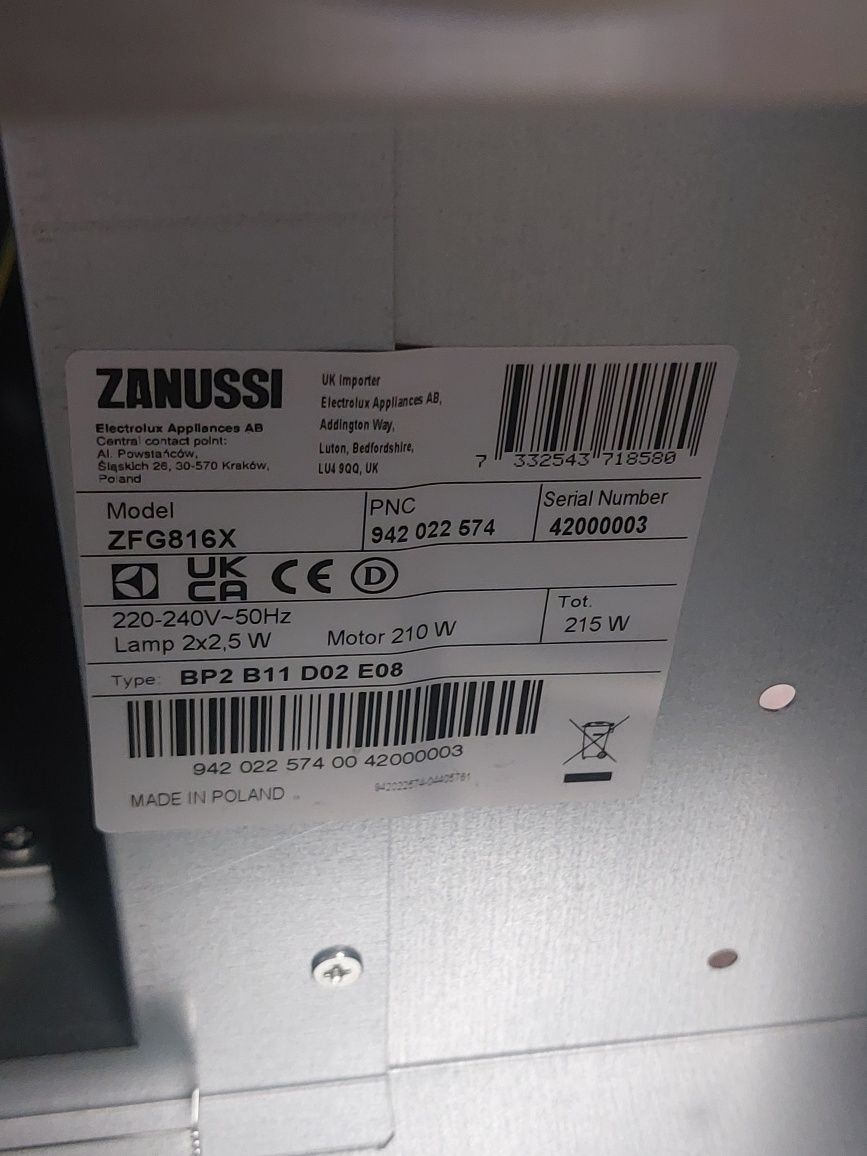 ZANUSSI
Electrolux Appliances AB
Central contact point:
Al. Powstańców,
Śląskich 26, 30-570 Kraków,
Poland
UK Importer
Electrolux Appliances AB,
Addington Way,
Luton, Bedfordshire,
LU4 9QQ, UK
7 332543 718580
Model
ZFG816X
PNC
942 022 574
Serial Number
42000003
UK
CA
CE
D
220-240V~50Hz
Lamp 2x2,5 W
Motor 210 W
Tot.
215 W
Type: BP2 B11 D02 E08
942 022 574 00 42000003
MADE IN POLAND